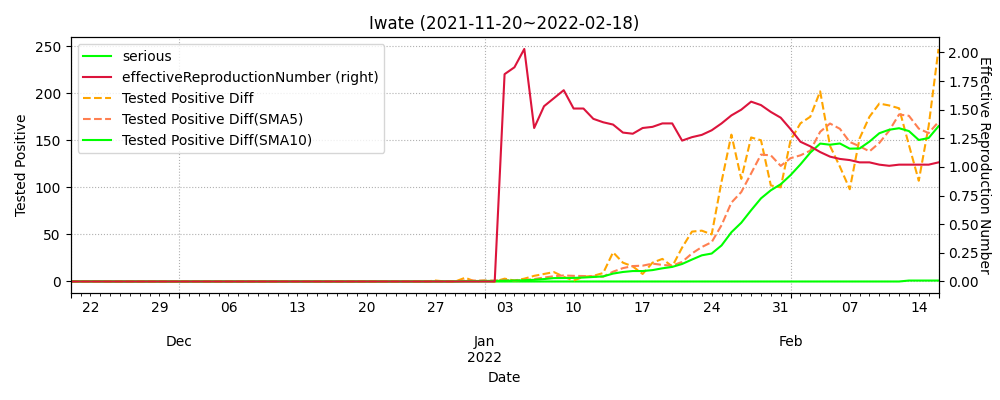 Iwate (2021-11-20~2022-02-18)
serious
effectiveReproductionNumber (right)
Tested Positive Diff
Tested Positive Diff(SMA5)
Tested Positive Diff(SMA10)
250
200
150
100
50
0
Tested Positive
2.00
1.75
1.50
1.25
1.00
0.75
0.50
0.25
0.00
Effective Reproduction Number
22 29 06 13 20 27 03 10 17 24 31 07 14
Dec Jan Feb
2022
Date